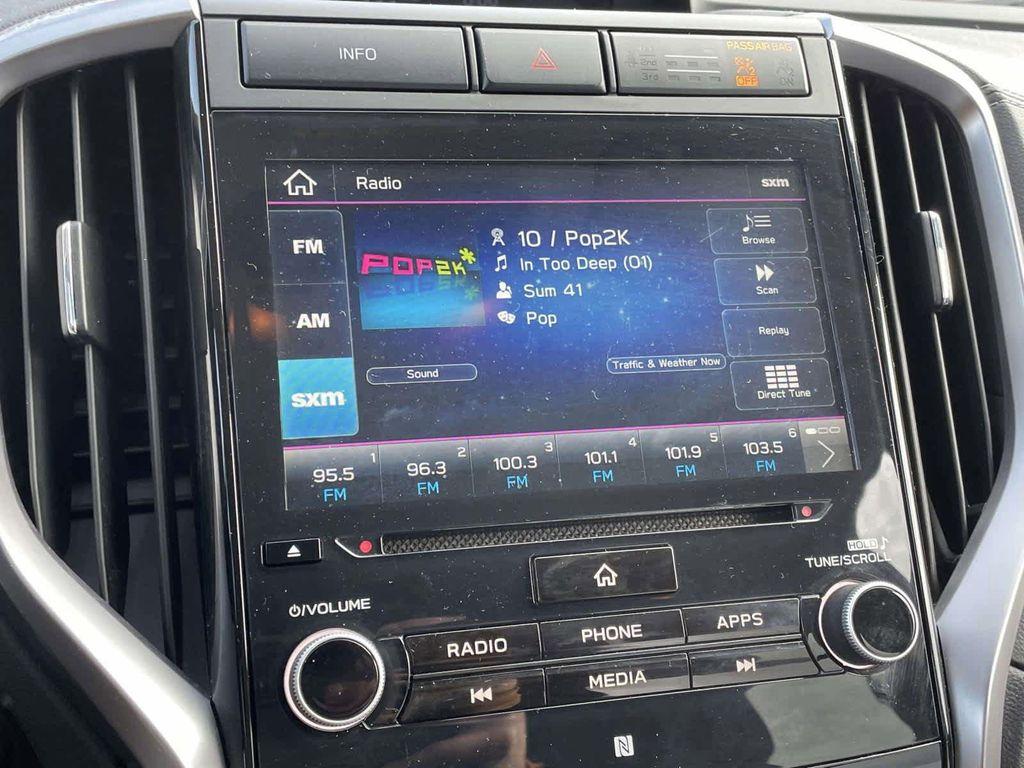 INFO
PASS AIR BAG
2nd
3rd
OFF
Radio
sxm
FM
AM
sxm
POP2K
10 / Pop2K
In Too Deep (01)
Sum 41
Pop
Browse
Scan
Replay
Direct Tune
Sound
Traffic & Weather Now
1
95.5
FM
2
96.3
FM
3
100.3
FM
4
101.1
FM
5
101.9
FM
6
103.5
FM
HOLD
TUNE/SCROLL
/VOLUME
RADIO
PHONE
APPS
MEDIA
N